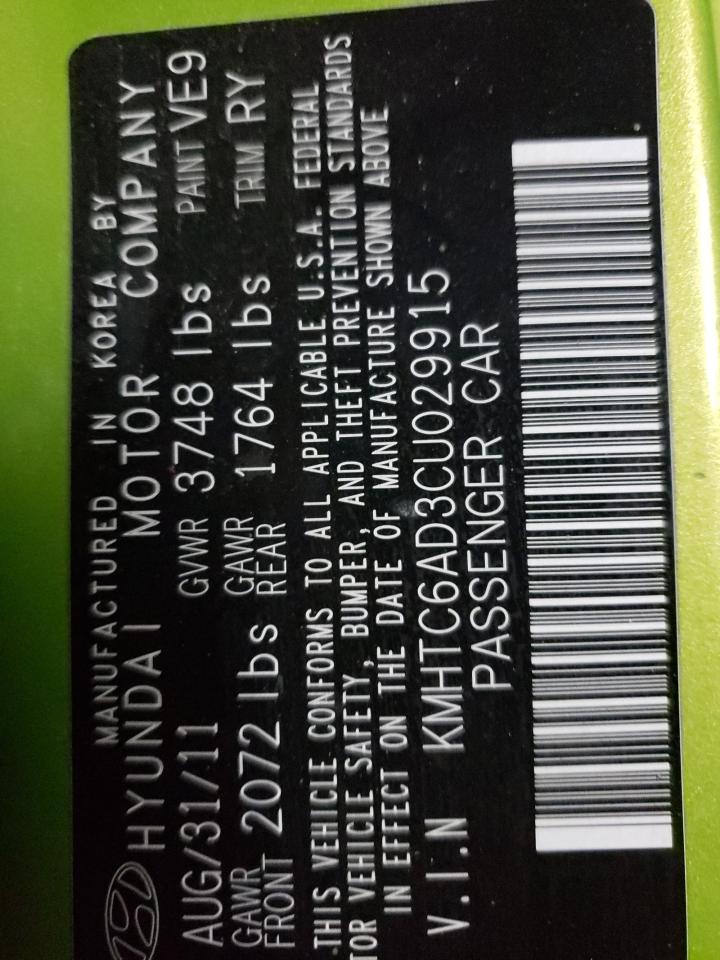 MANUFACTURED IN KOREA BY
HYUNDAI MOTOR COMPANY
AUG/31/11 GVWR 3748 lbs PAINT VE9
GAWR FRONT 2072 lbs GAWR REAR 1764 lbs TRIM RY
THIS VEHICLE CONFORMS TO ALL APPLICABLE U.S.A. FEDERAL
TOR VEHICLE SAFETY, BUMPER, AND THEFT PREVENTION STANDARDS
IN EFFECT ON THE DATE OF MANUFACTURE SHOWN ABOVE
V.I.N KMHTC6AD3CU029915
PASSENGER CAR